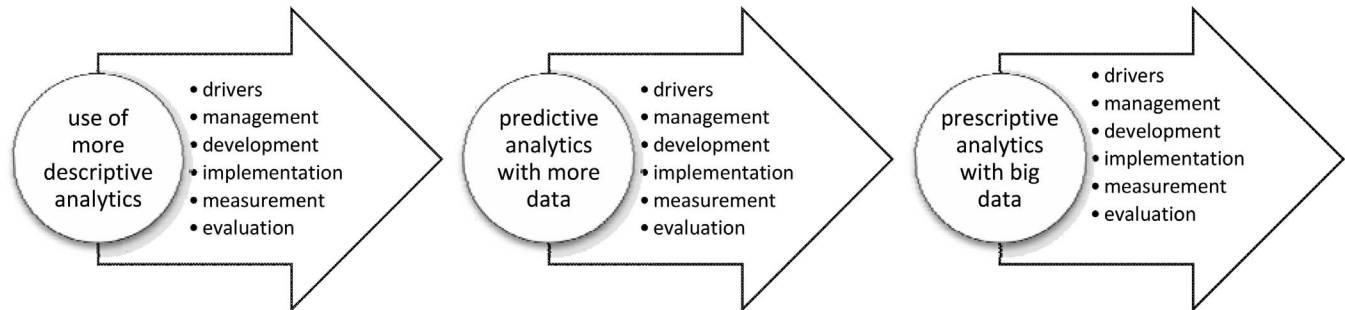 use of
more
descriptive
analytics
• drivers
• management
• development
• implementation
• measurement
• evaluation
predictive
analytics
with more
data
• drivers
• management
• development
• implementation
• measurement
• evaluation
prescriptive
analytics
with big
data
• drivers
• management
• development
• implementation
• measurement
• evaluation